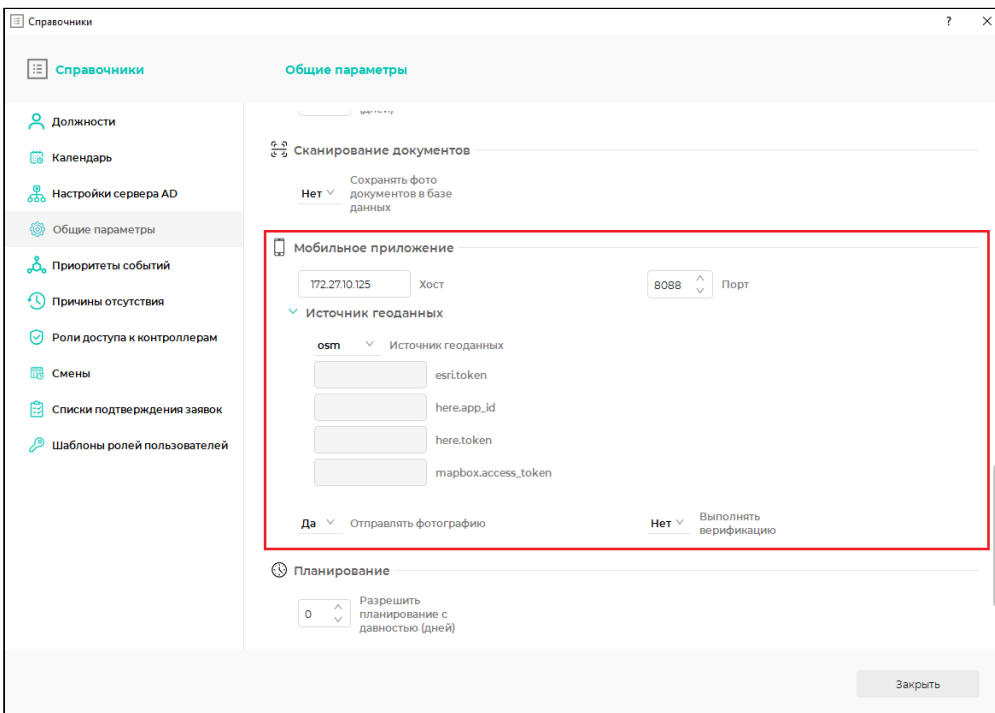 Справочники
?
Справочники
Общие параметры
Должности
Календарь
Настройки сервера AD
Общие параметры
Приоритеты событий
Причины отсутствия
Роли доступа к контроллерам
Смены
Списки подтверждения заявок
Шаблоны ролей пользователей
(дней)
Сканирование документов
Нет
Сохранять фото
документов в базе
данных
Мобильное приложение
172.27.10.125 Хост
8088 Порт
Источник геоданных
osm Источник геоданных
esri.token
here.app_id
here.token
mapbox.access_token
Да Отправлять фотографию
Нет
Выполнять
верификацию
Планирование
0
Разрешить
планирование с
давностью (дней)
Закрыть